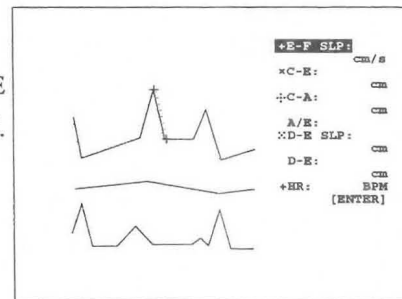 +E-F SLP:
cm/s
×C-E:
cm
÷C-A:
cm
A/E:
⁙D-E SLP:
cm
D-E:
cm
+HR: BPM
[ENTER]